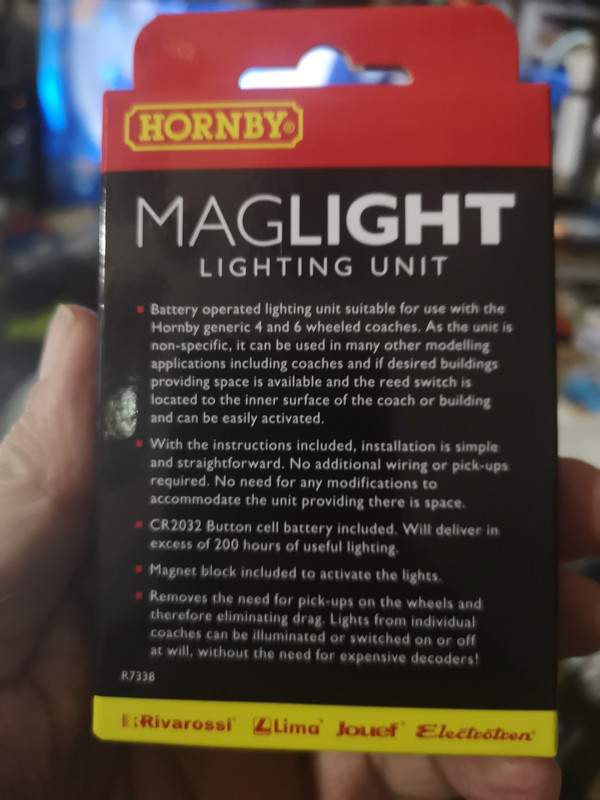 HORNBY®
MAGLIGHT
LIGHTING UNIT
Battery operated lighting unit suitable for use with the
Hornby generic 4 and 6 wheeled coaches. As the unit is
non-specific, it can be used in many other modelling
applications including coaches and if desired buildings
providing space is available and the reed switch is
located to the inner surface of the coach or building
and can be easily activated.
With the instructions included, installation is simple
and straightforward. No additional wiring or pick-ups
required. No need for any modifications to
accommodate the unit providing there is space.
CR2032 Button cell battery included. Will deliver in
excess of 200 hours of useful lighting.
Magnet block included to activate the lights.
Removes the need for pick-ups on the wheels and
therefore eliminating drag. Lights from individual
coaches can be illuminated or switched on or off
at will, without the need for expensive decoders!
R7338
Rivarossi® Lima® Jouef® Electrotren®